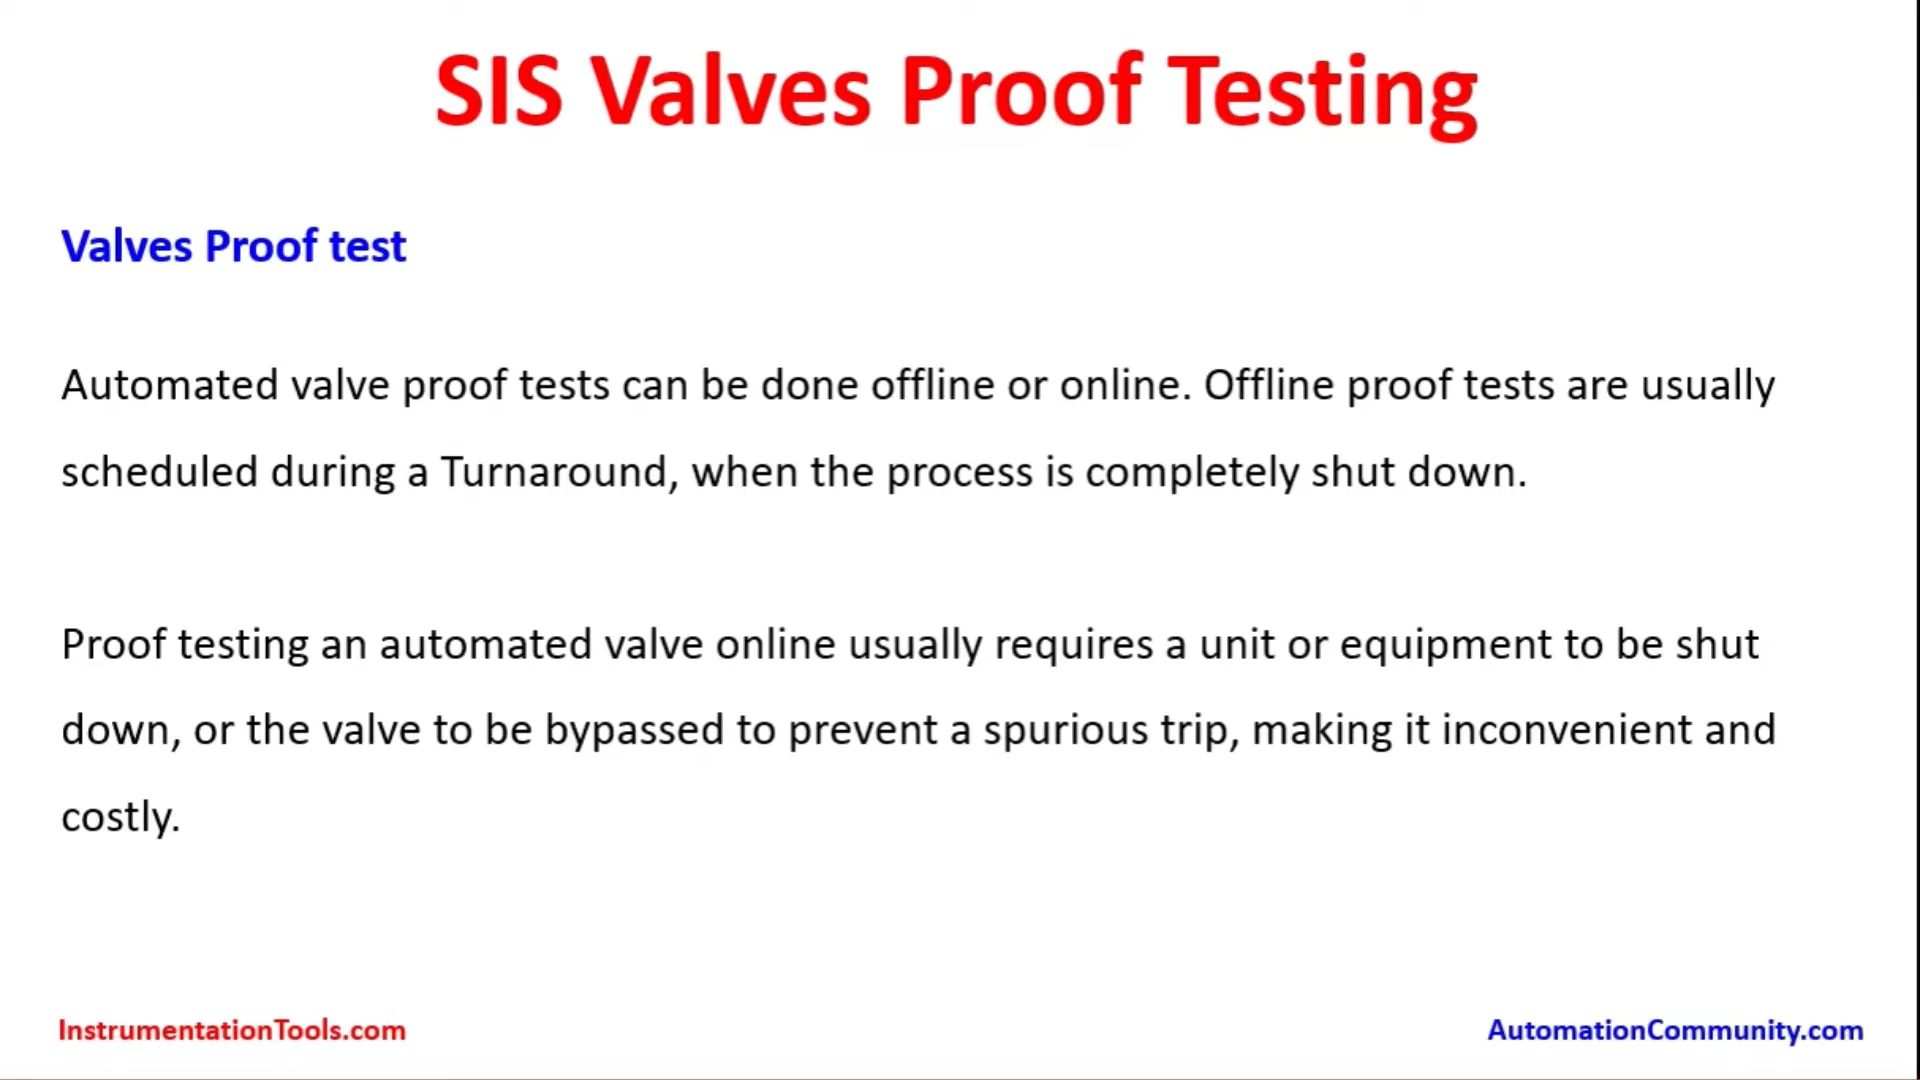 SIS Valves Proof Testing
Valves Proof test
Automated valve proof tests can be done offline or online. Offline proof tests are usually
scheduled during a Turnaround, when the process is completely shut down.
Proof testing an automated valve online usually requires a unit or equipment to be shut
down, or the valve to be bypassed to prevent a spurious trip, making it inconvenient and
costly.
InstrumentationTools.com
AutomationCommunity.com